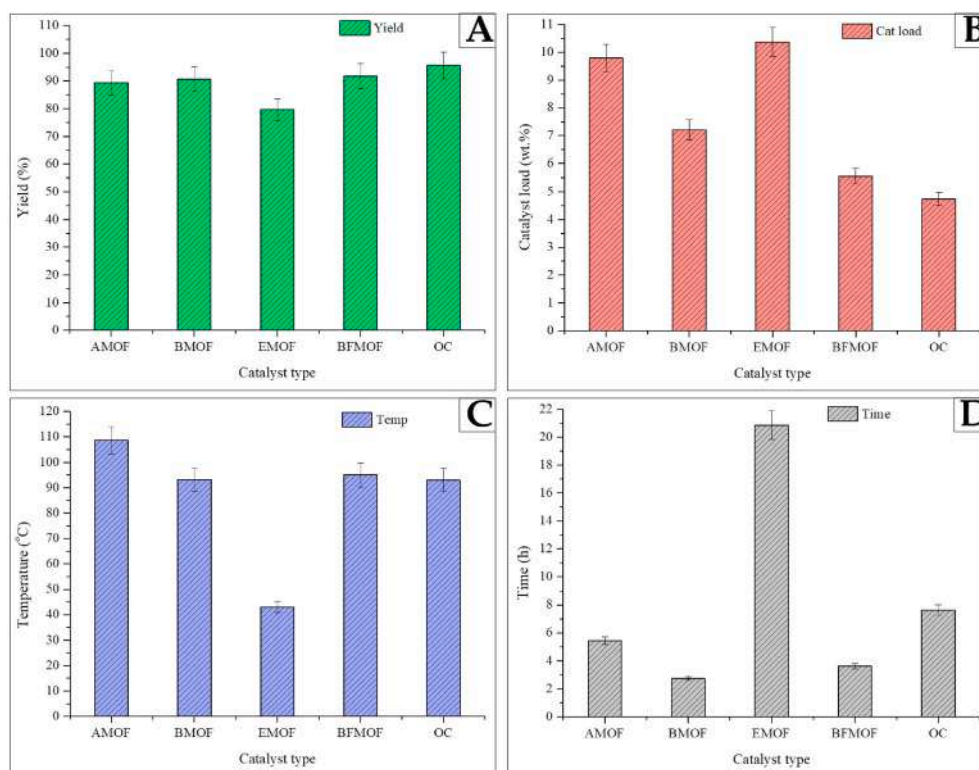 A
Yield
Yield (%)
110
100
90
80
70
60
50
40
30
20
10
0
AMOF BMOF EMOF BFMOF OC
Catalyst type
B
Cat load
Catalyst load (wt.%)
11
10
9
8
7
6
5
4
3
2
1
0
AMOF BMOF EMOF BFMOF OC
Catalyst type
C
Temp
Temperature (°C)
120
110
100
90
80
70
60
50
40
30
20
10
0
AMOF BMOF EMOF BFMOF OC
Catalyst type
D
Time
Time (h)
22
20
18
16
14
12
10
8
6
4
2
0
AMOF BMOF EMOF BFMOF OC
Catalyst type